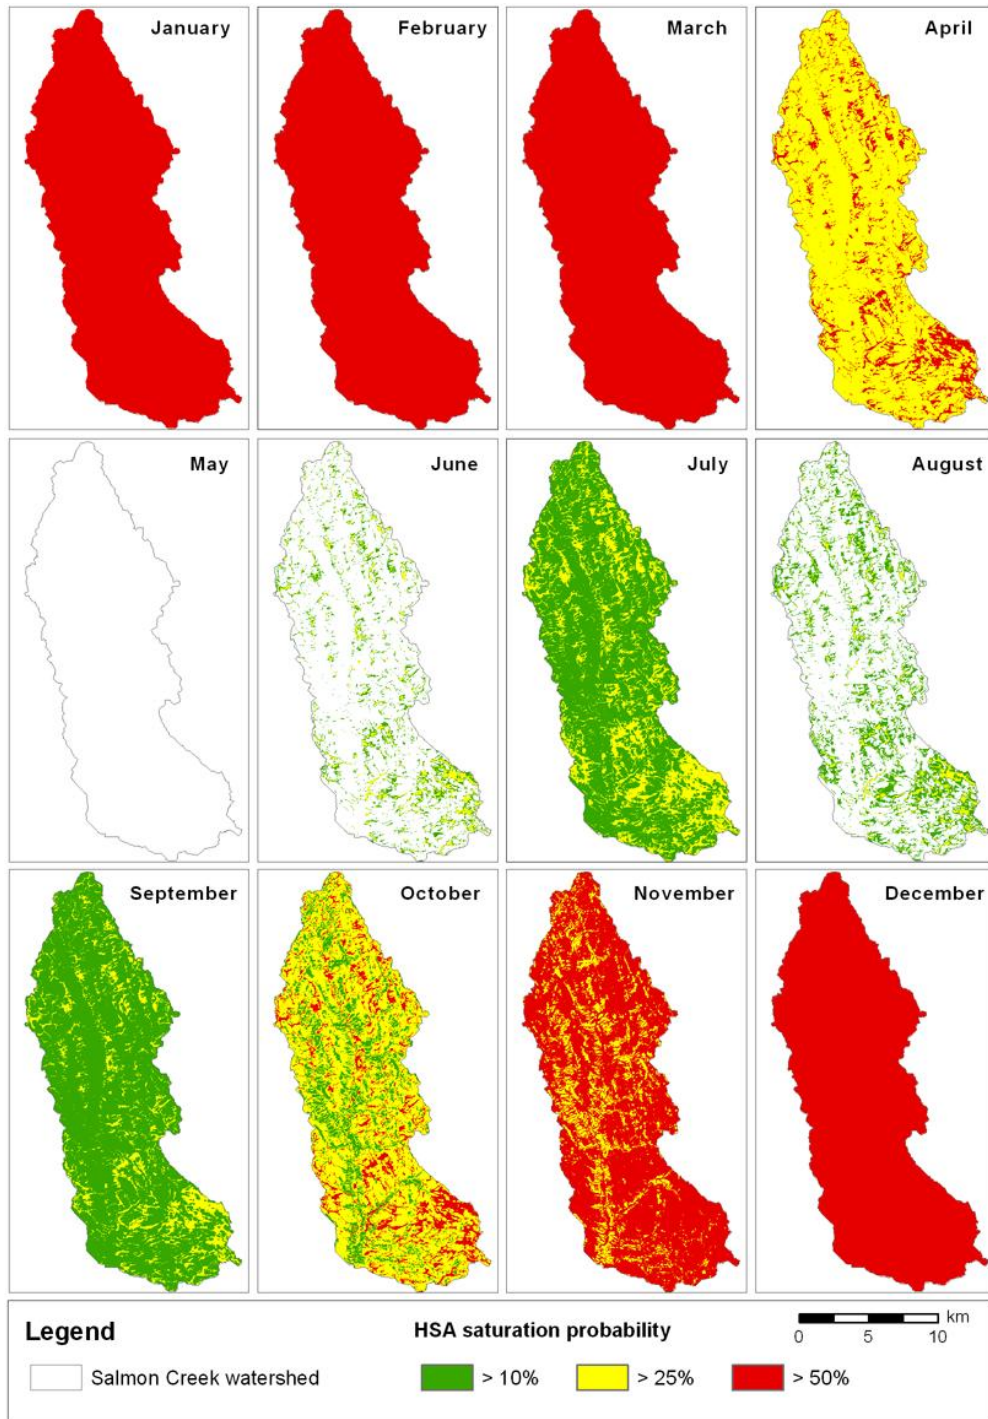 January
February
March
April
May
June
July
August
September
October
November
December
Legend
HSA saturation probability
km
0 5 10
Salmon Creek watershed
> 10%
> 25%
> 50%